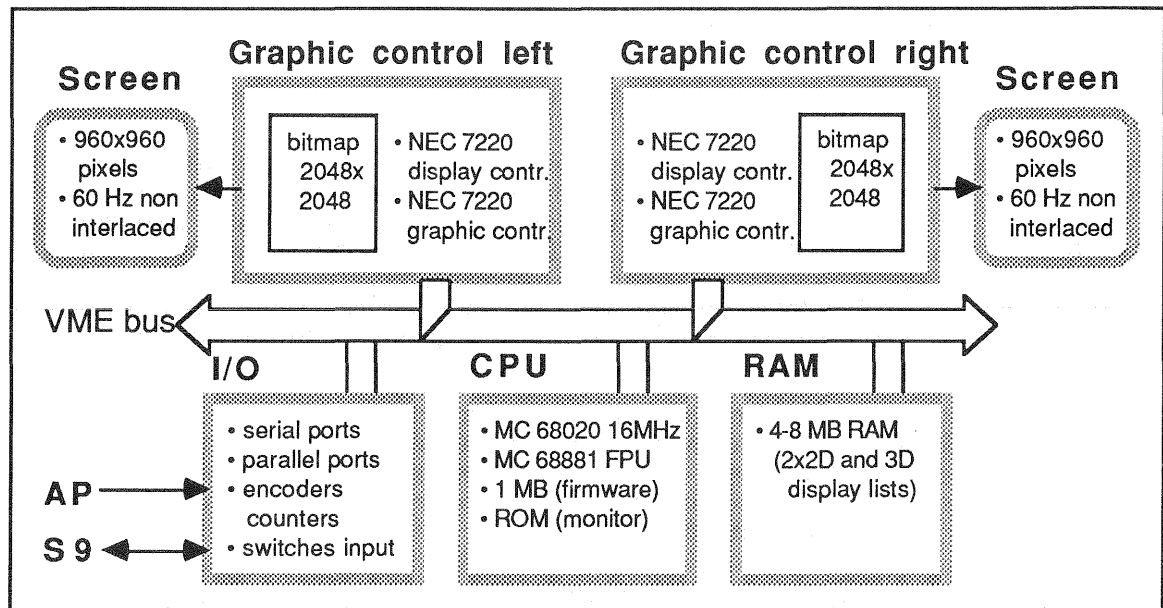 Graphic control left
Graphic control right
Screen
• 960x960
pixels
• 60 Hz non
interlaced
bitmap
2048x
2048
• NEC 7220
display contr.
• NEC 7220
graphic contr.
• NEC 7220
display contr.
• NEC 7220
graphic contr.
bitmap
2048x
2048
Screen
• 960x960
pixels
• 60 Hz non
interlaced
VME bus
I/O
• serial ports
• parallel ports
• encoders
counters
• switches input
AP
S9
CPU
• MC 68020 16MHz
• MC 68881 FPU
• 1 MB (firmware)
• ROM (monitor)
RAM
• 4-8 MB RAM
(2x2D and 3D
display lists)